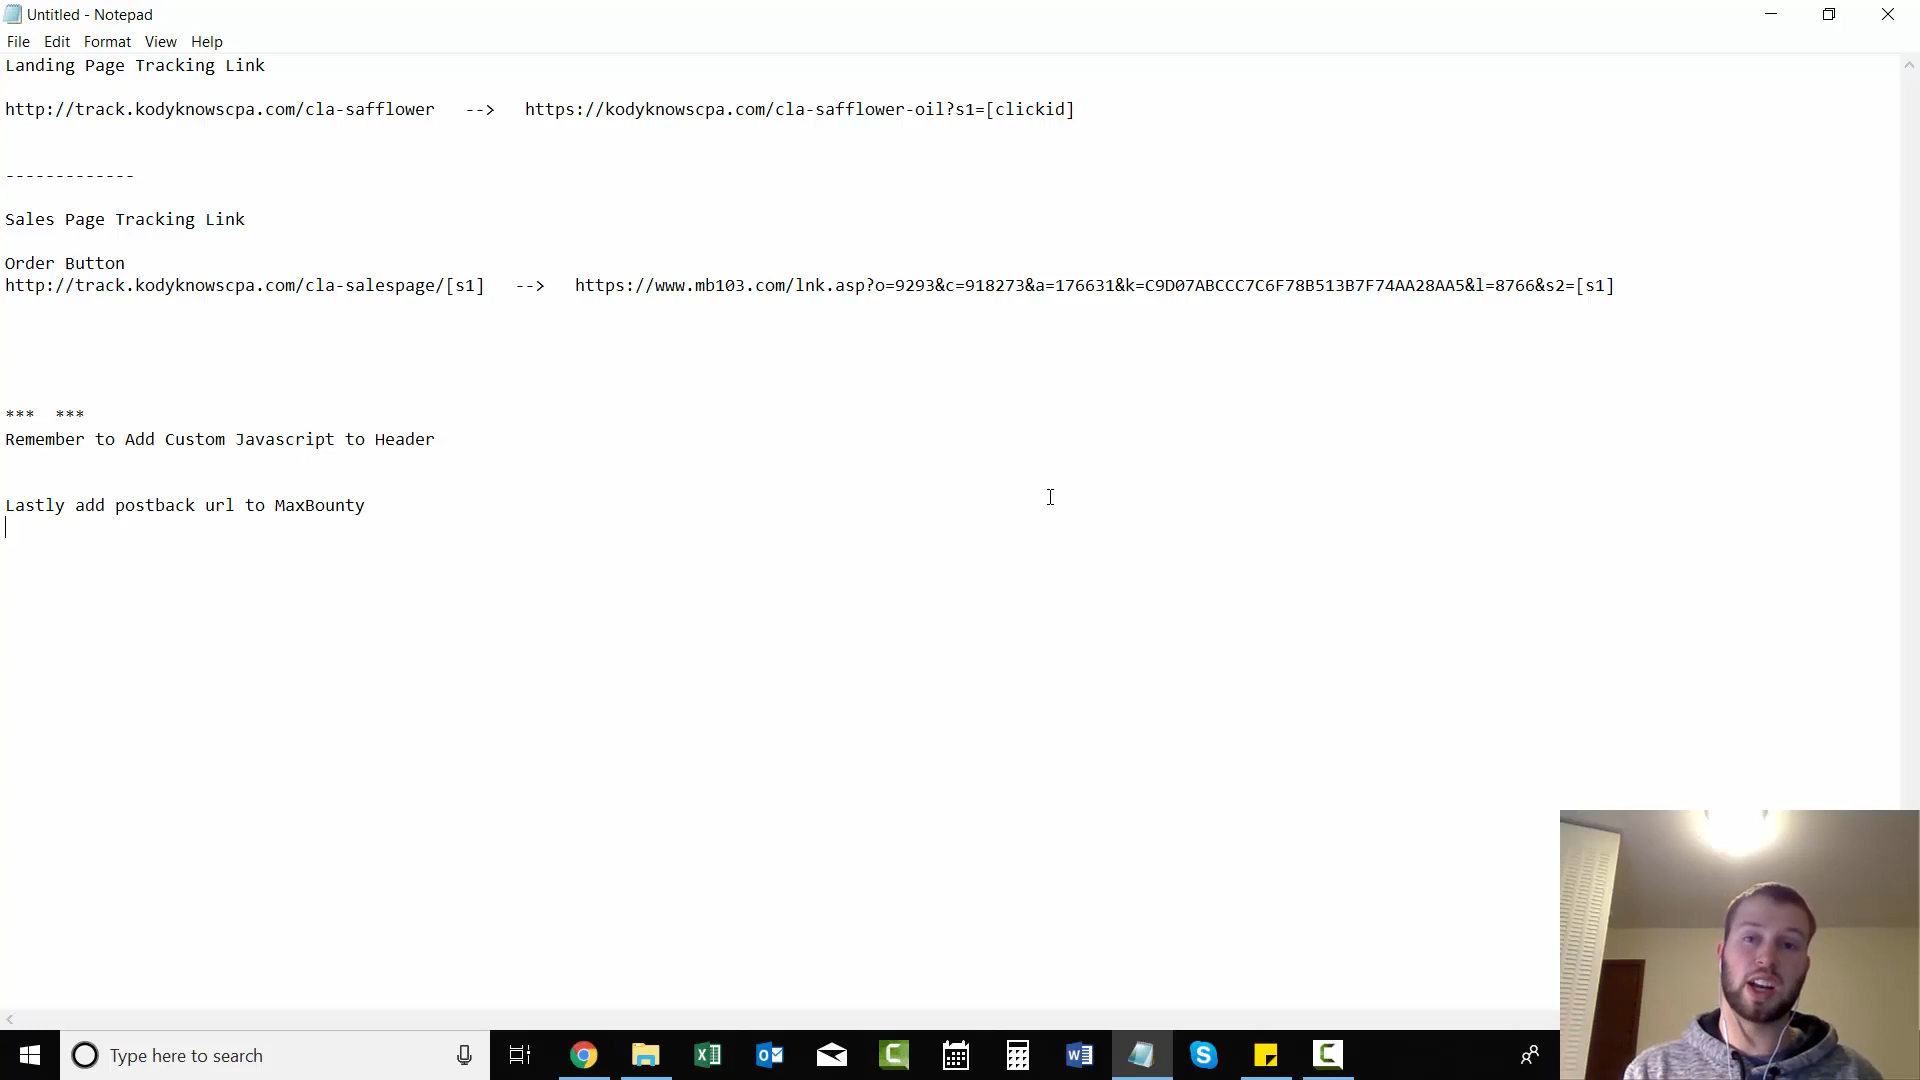 Untitled - Notepad
File Edit Format View Help
Landing Page Tracking Link
http://track.kodyknowscpa.com/cla-safflower --> https://kodyknowscpa.com/cla-safflower-oil?s1=[clickid]
-------------
Sales Page Tracking Link
Order Button
http://track.kodyknowscpa.com/cla-salespage/[s1] --> https://www.mb103.com/lnk.asp?o=9293&c=918273&a=176631&k=C9D07ABCCC7C6F78B513B7F74AA28AA5&l=8766&s2=[s1]
*** ***
Remember to Add Custom Javascript to Header
Lastly add postback url to MaxBounty
Type here to search